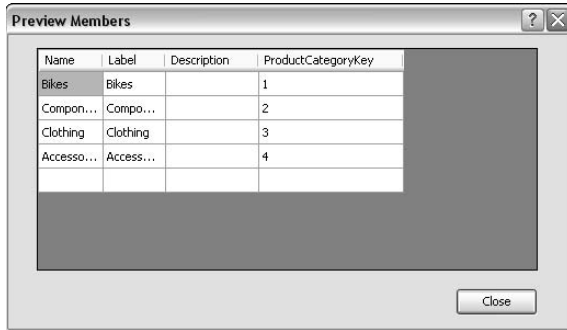 Preview Members
Name Label Description ProductCategoryKey
Bikes Bikes 1
Compon... Compo... 2
Clothing Clothing 3
Accesso... Access... 4
Close